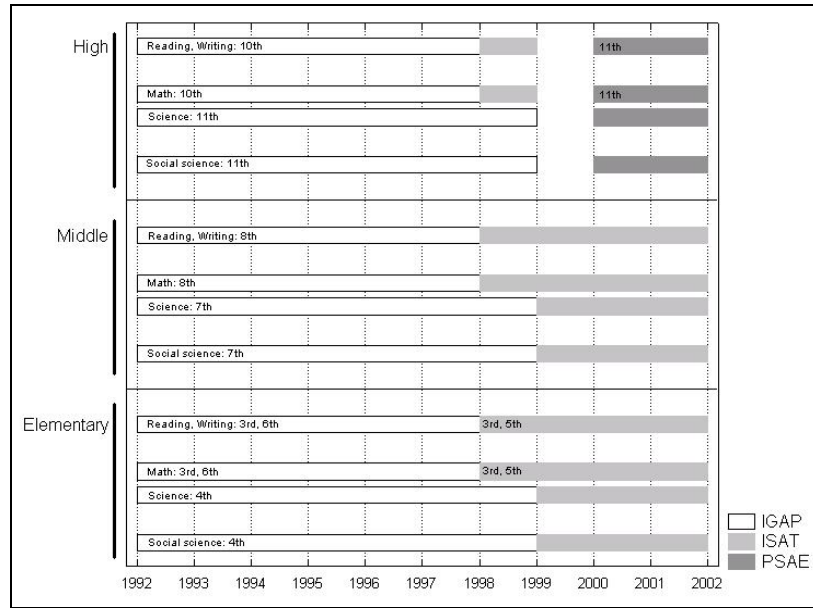 High
Reading, Writing: 10th
11th
Math: 10th
11th
Science: 11th
Social science: 11th
Middle
Reading, Writing: 8th
Math: 8th
Science: 7th
Social science: 7th
Elementary
Reading, Writing: 3rd, 6th
3rd, 5th
Math: 3rd, 6th
3rd, 5th
Science: 4th
Social science: 4th
IGAP
ISAT
PSAE
1992 1993 1994 1995 1996 1997 1998 1999 2000 2001 2002